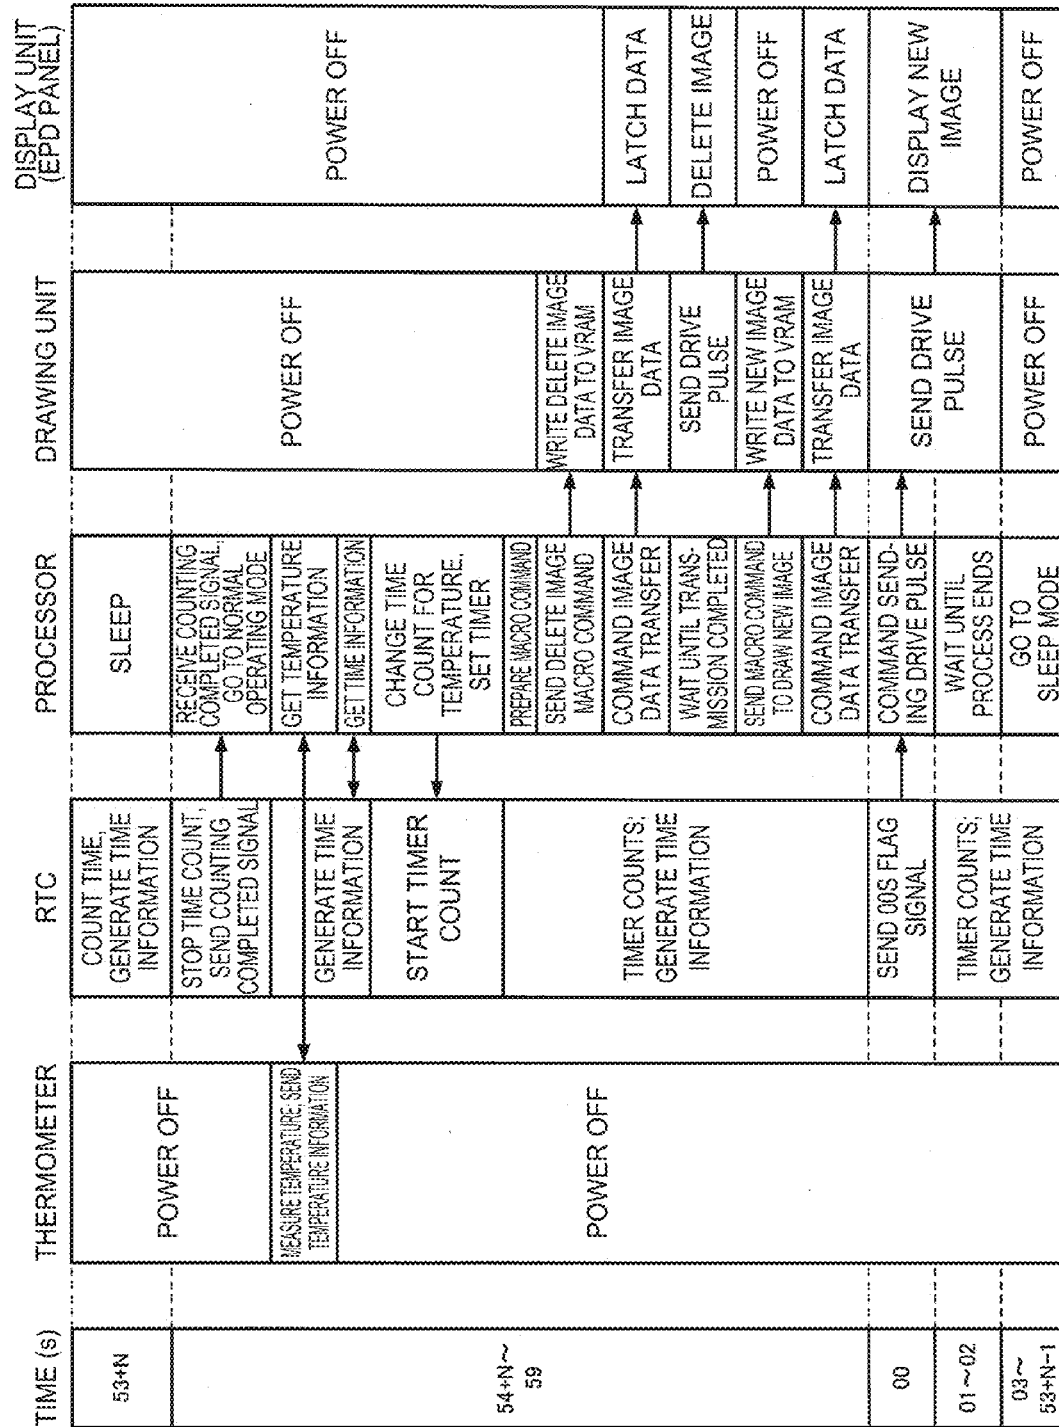 TIME (s)
53+N
54+N～
59
00
01～02
03～
53+N−1
THERMOMETER
POWER OFF
MEASURE TEMPERATURE; SEND
TEMPERATURE INFORMATION
POWER OFF
RTC
COUNT TIME,
GENERATE TIME
INFORMATION
STOP TIME COUNT,
SEND COUNTING
COMPLETED SIGNAL
GENERATE TIME
INFORMATION
START TIMER
COUNT
TIMER COUNTS;
GENERATE TIME
INFORMATION
SEND 00S FLAG
SIGNAL
TIMER COUNTS;
GENERATE TIME
INFORMATION
PROCESSOR
SLEEP
RECEIVE COUNTING
COMPLETED SIGNAL,
GO TO NORMAL
OPERATING MODE
GET TEMPERATURE
INFORMATION
GET TIME INFORMATION
CHANGE TIME
COUNT FOR
TEMPERATURE,
SET TIMER
PREPARE MACRO COMMAND
SEND DELETE IMAGE
MACRO COMMAND
COMMAND IMAGE
DATA TRANSFER
WAIT UNTIL TRANS-
MISSION COMPLETED
SEND MACRO COMMAND
TO DRAW NEW IMAGE
COMMAND IMAGE
DATA TRANSFER
COMMAND SEND-
ING DRIVE PULSE
WAIT UNTIL
PROCESS ENDS
GO TO
SLEEP MODE
DRAWING UNIT
POWER OFF
WRITE DELETE IMAGE
DATA TO VRAM
TRANSFER IMAGE
DATA
SEND DRIVE
PULSE
WRITE NEW IMAGE
DATA TO VRAM
TRANSFER IMAGE
DATA
SEND DRIVE
PULSE
POWER OFF
DISPLAY UNIT
(EPD PANEL)
POWER OFF
LATCH DATA
DELETE IMAGE
POWER OFF
LATCH DATA
DISPLAY NEW
IMAGE
POWER OFF